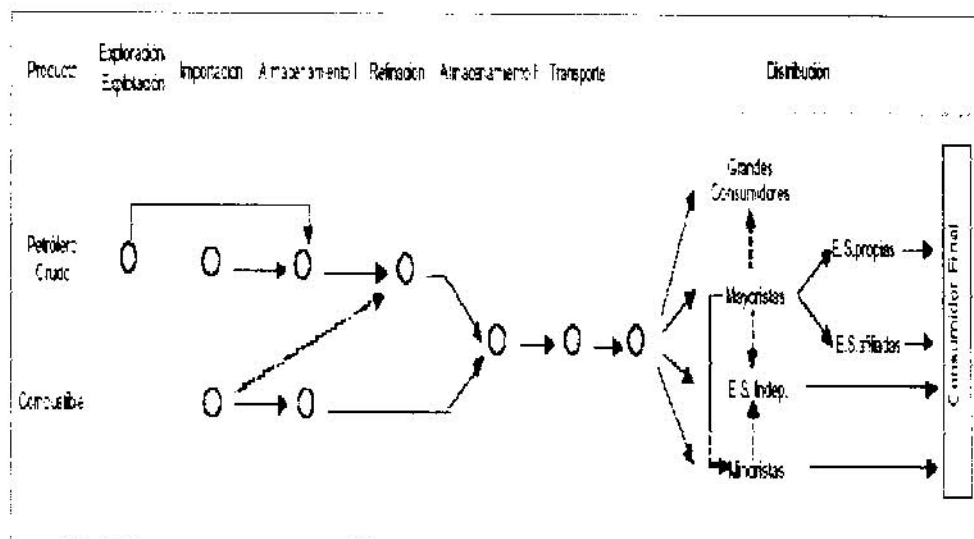 Producto
Exploración/
Explotación
Importación
Almacenamiento I
Refinación
Almacenamiento II
Transporte
Distribución
Grandes
Consumidores
Petróleo
Crudo
E.S.propias
Mayoristas
E.S.afiliadas
Combustible
E.S. Indep.
Minoristas
Consumidor Final